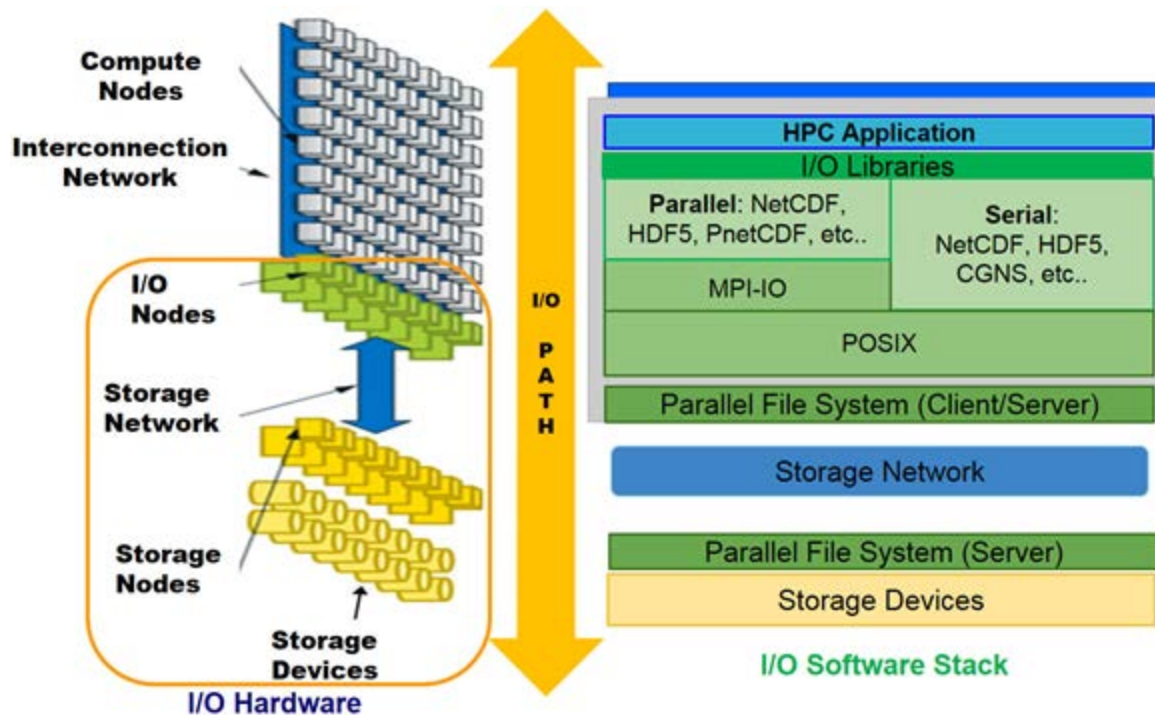 Compute
Nodes
Interconnection
Network
I/O
Nodes
Storage
Network
Storage
Nodes
Storage
Devices
I/O Hardware
I/O
P
A
T
H
HPC Application
I/O Libraries
Parallel: NetCDF,
HDF5, PnetCDF, etc..
MPI-IO
Serial:
NetCDF, HDF5,
CGNS, etc..
POSIX
Parallel File System (Client/Server)
Storage Network
Parallel File System (Server)
Storage Devices
I/O Software Stack